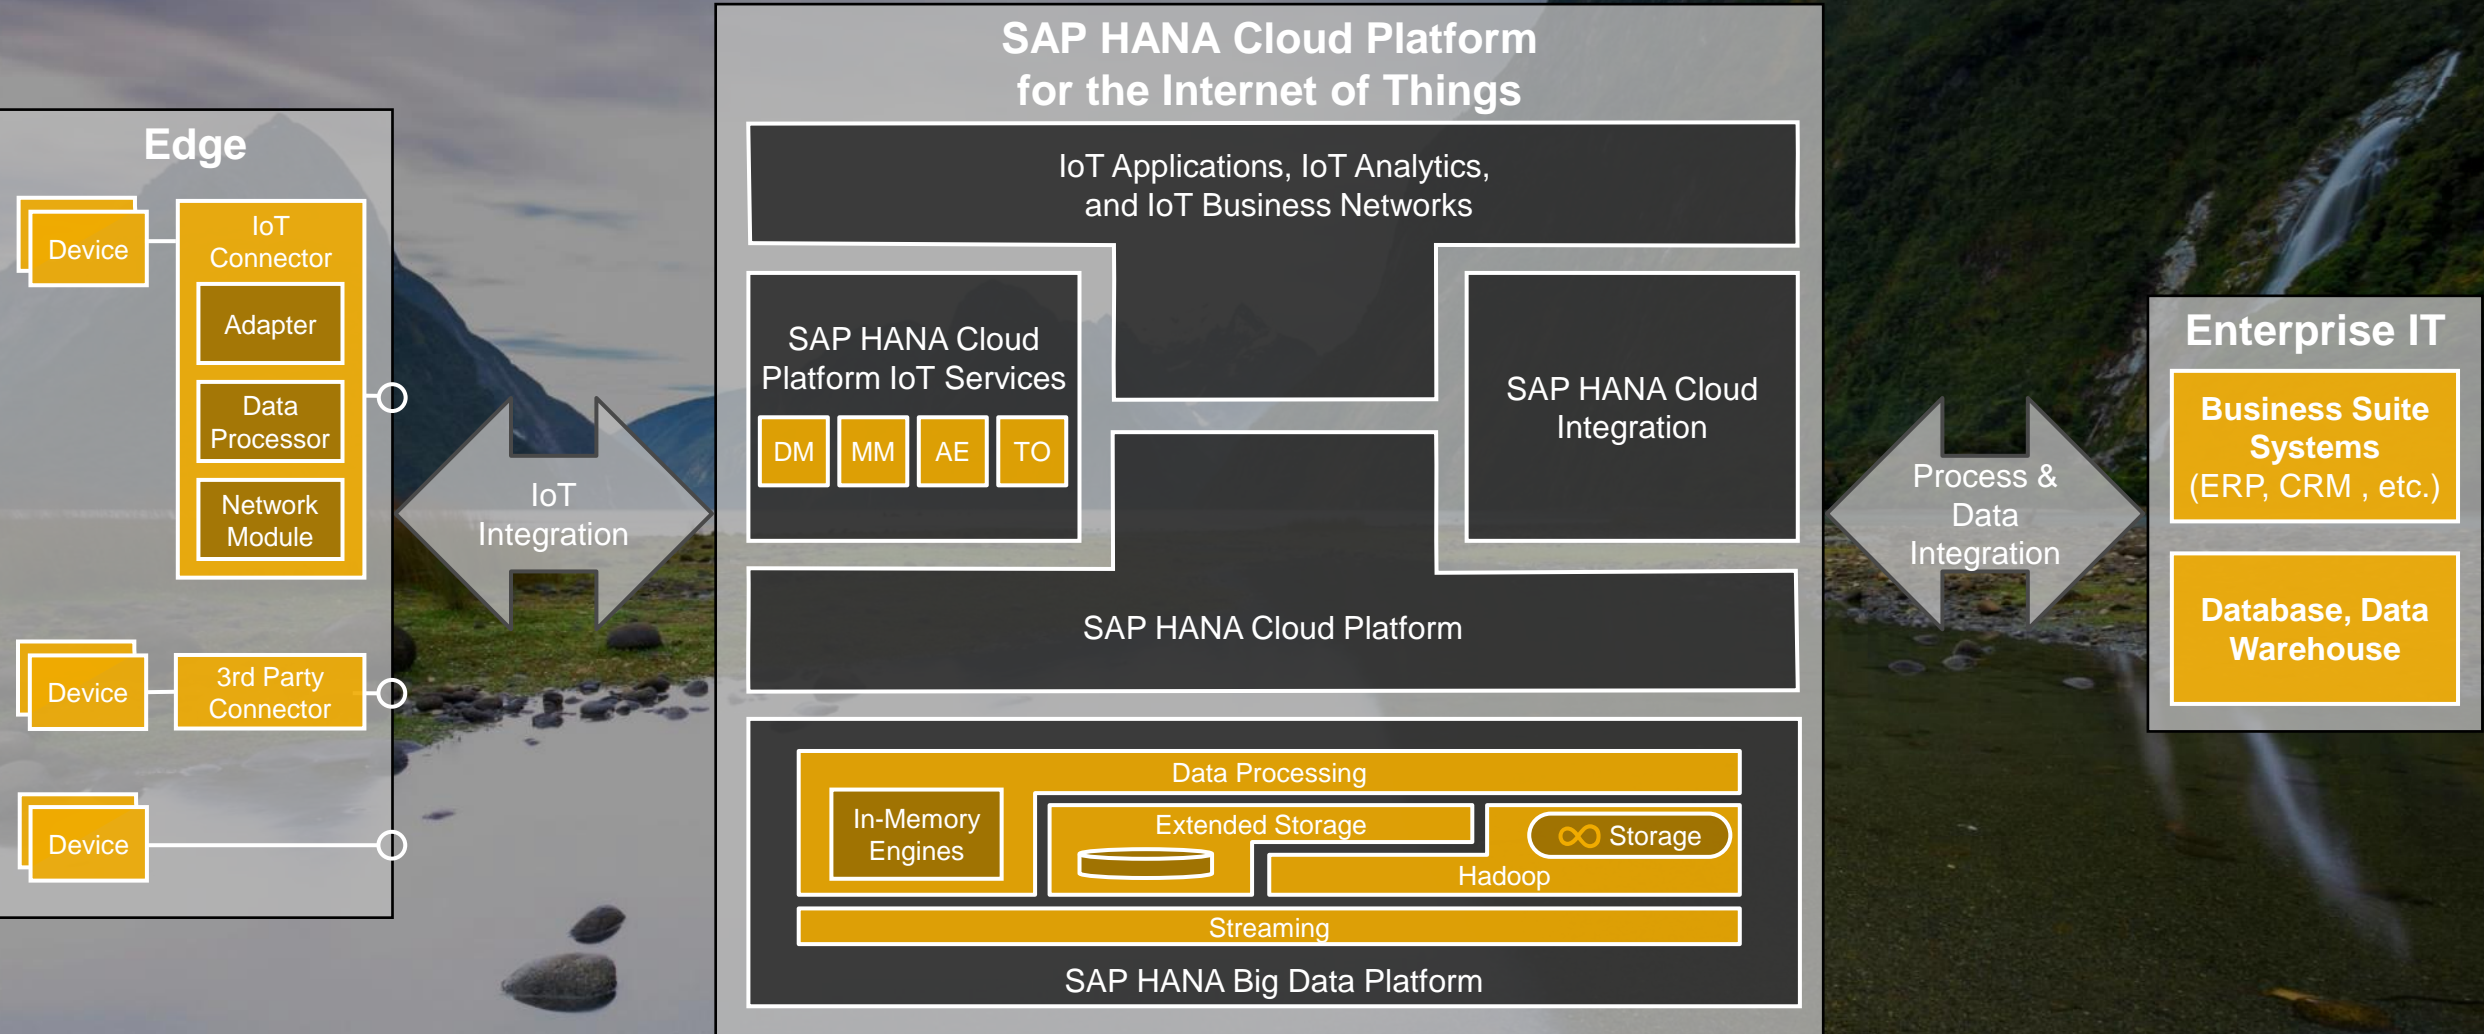 SAP HANA Cloud Platform
for the Internet of Things
Edge
Device
IoT
Connector
Adapter
Data
Processor
Network
Module
Device
3rd Party
Connector
Device
IoT
Integration
IoT Applications, IoT Analytics,
and IoT Business Networks
SAP HANA Cloud
Platform IoT Services
DM
MM
AE
TO
SAP HANA Cloud
Integration
SAP HANA Cloud Platform
Data Processing
In-Memory
Engines
Extended Storage
∞ Storage
Hadoop
Streaming
SAP HANA Big Data Platform
Process &
Data
Integration
Enterprise IT
Business Suite
Systems
(ERP, CRM , etc.)
Database, Data
Warehouse